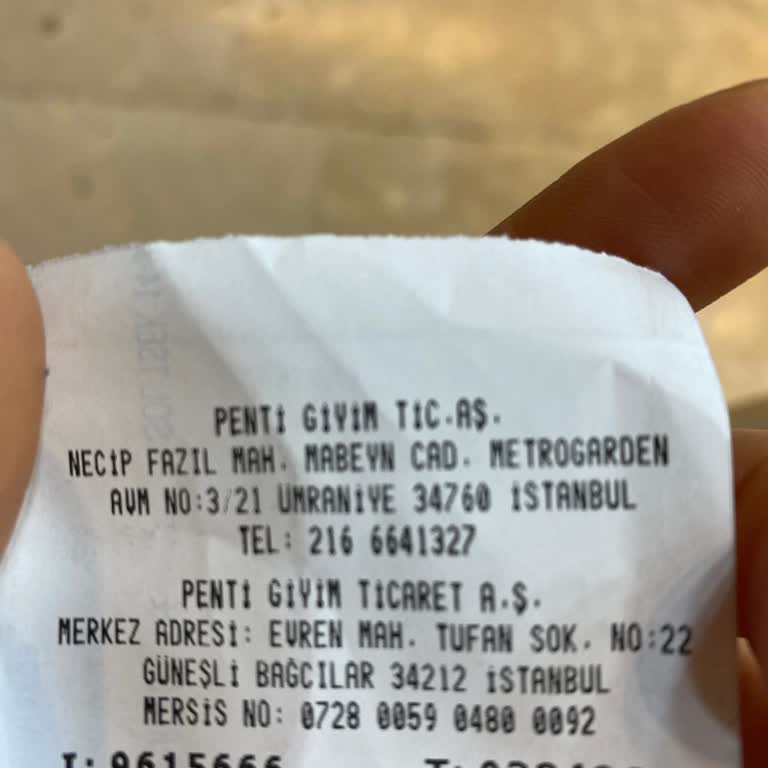 PENTİ GİYİM TİC.AŞ.
NECİP FAZIL MAH. MABEYN CAD. METROGARDEN
AVM NO:3/21 ÜMRANİYE 34760 İSTANBUL
TEL: 216 6641327
PENTİ GİYİM TİCARET A.Ş.
MERKEZ ADRESİ: EVREN MAH. TUFAN SOK. NO:22
GÜNEŞLİ BAĞCILAR 34212 İSTANBUL
MERSİS NO: 0728 0059 0480 0092